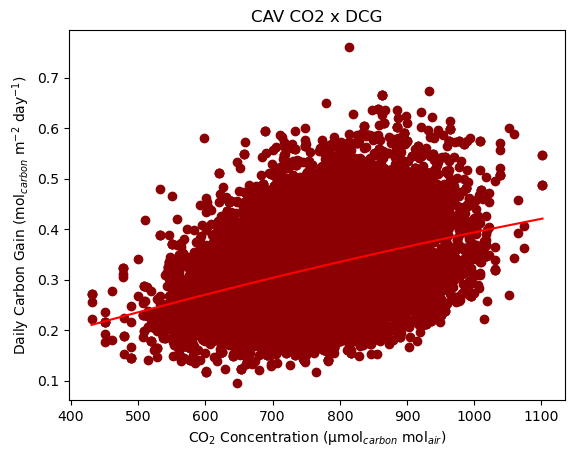 CAV CO2 x DCG
Daily Carbon Gain (mol$_{carbon}$ m$^{-2}$ day$^{-1}$)
0.7
0.6
0.5
0.4
0.3
0.2
0.1
400 500 600 700 800 900 1000 1100
CO$_2$ Concentration (μmol$_{carbon}$ mol$_{air}$)